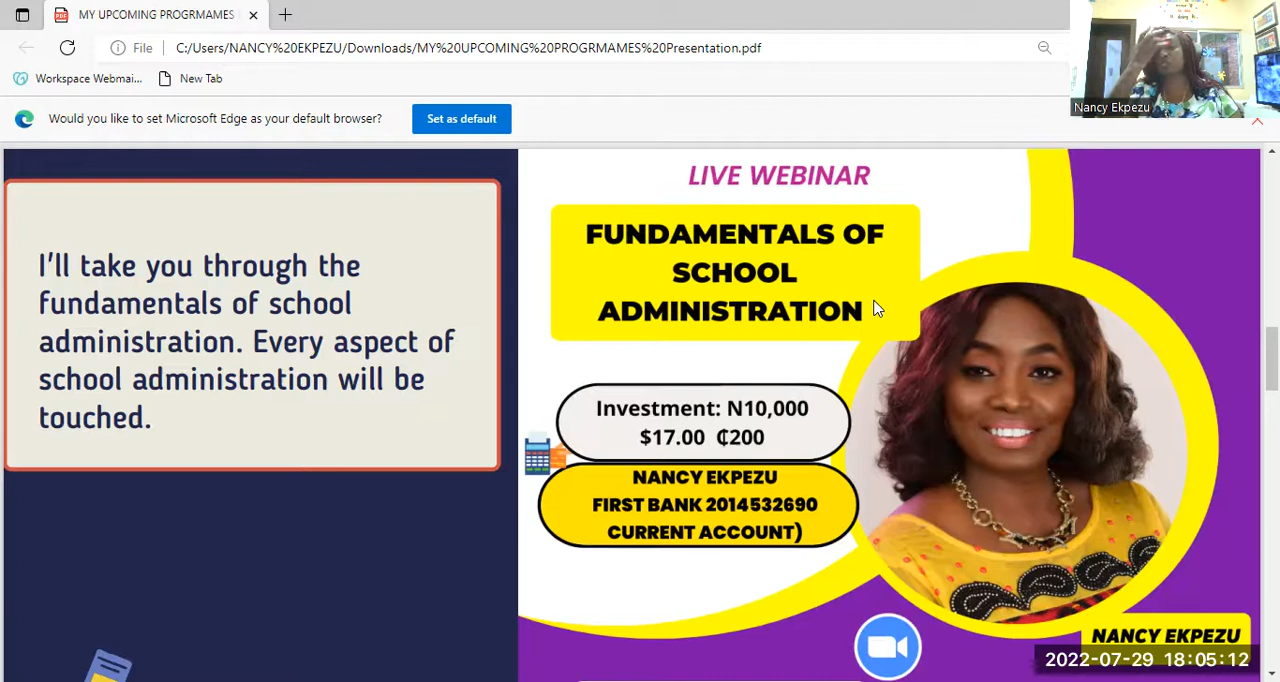 MY UPCOMING PROGRMAMES
File
C:/Users/NANCY%20EKPEZU/Downloads/MY%20UPCOMING%20PROGRMAMES%20Presentation.pdf
Workspace Webmai...
New Tab
Would you like to set Microsoft Edge as your default browser?
Set as default
Nancy Ekpezu
I'll take you through the
fundamentals of school
administration. Every aspect of
school administration will be
touched.
LIVE WEBINAR
FUNDAMENTALS OF
SCHOOL
ADMINISTRATION
Investment: N10,000
$17.00 ₵200
NANCY EKPEZU
FIRST BANK 2014532690
CURRENT ACCOUNT)
NANCY EKPEZU
2022-07-29 18:05:12